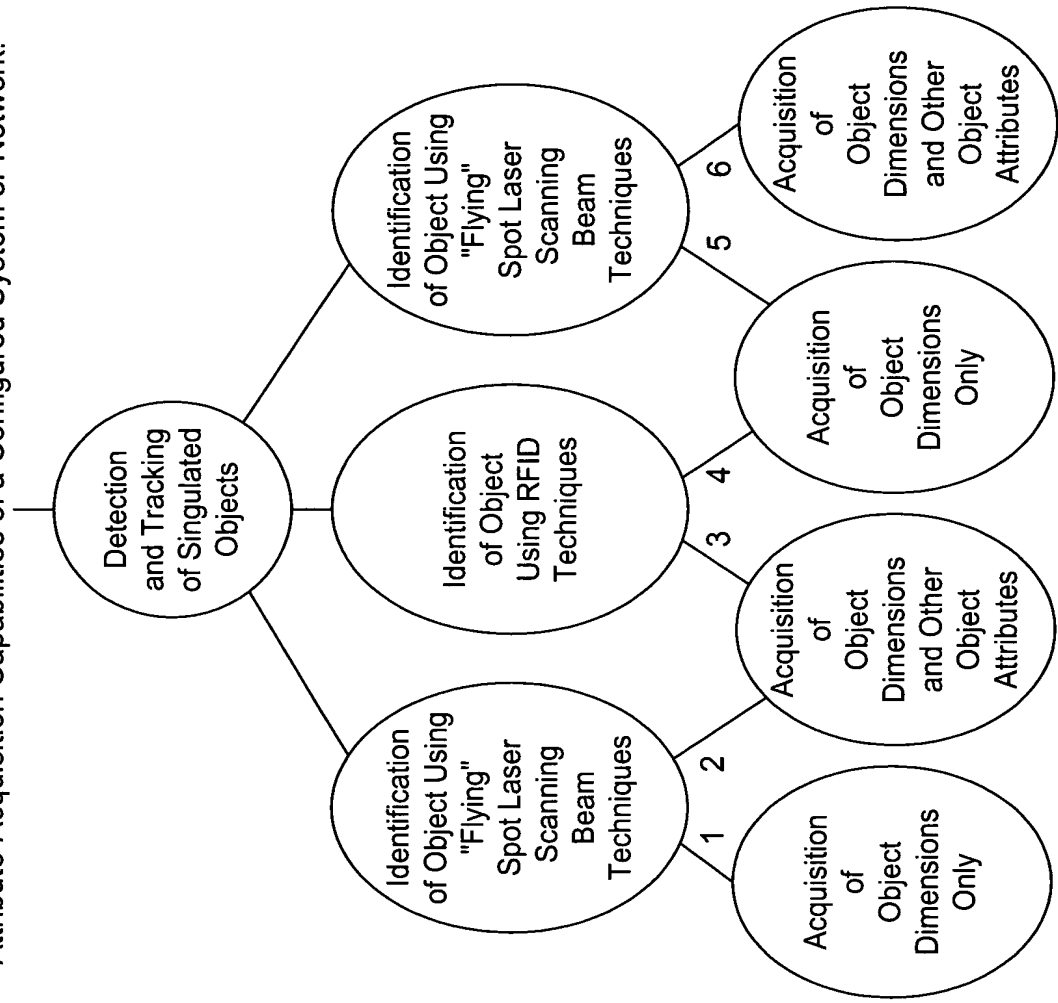 Attribute Acquisition Capabilities of a Configured System or Network.
Detection
and Tracking
of Singulated
Objects
Identification
of Object Using
"Flying"
Spot Laser
Scanning
Beam
Techniques
Identification
of Object
Using RFID
Techniques
Identification
of Object Using
"Flying"
Spot Laser
Scanning
Beam
Techniques
1
2
3
4
5
6
Acquisition
of
Object
Dimensions
Only
Acquisition
of
Object
Dimensions
and Other
Object
Attributes
Acquisition
of
Object
Dimensions
Only
Acquisition
of
Object
Dimensions
and Other
Object
Attributes